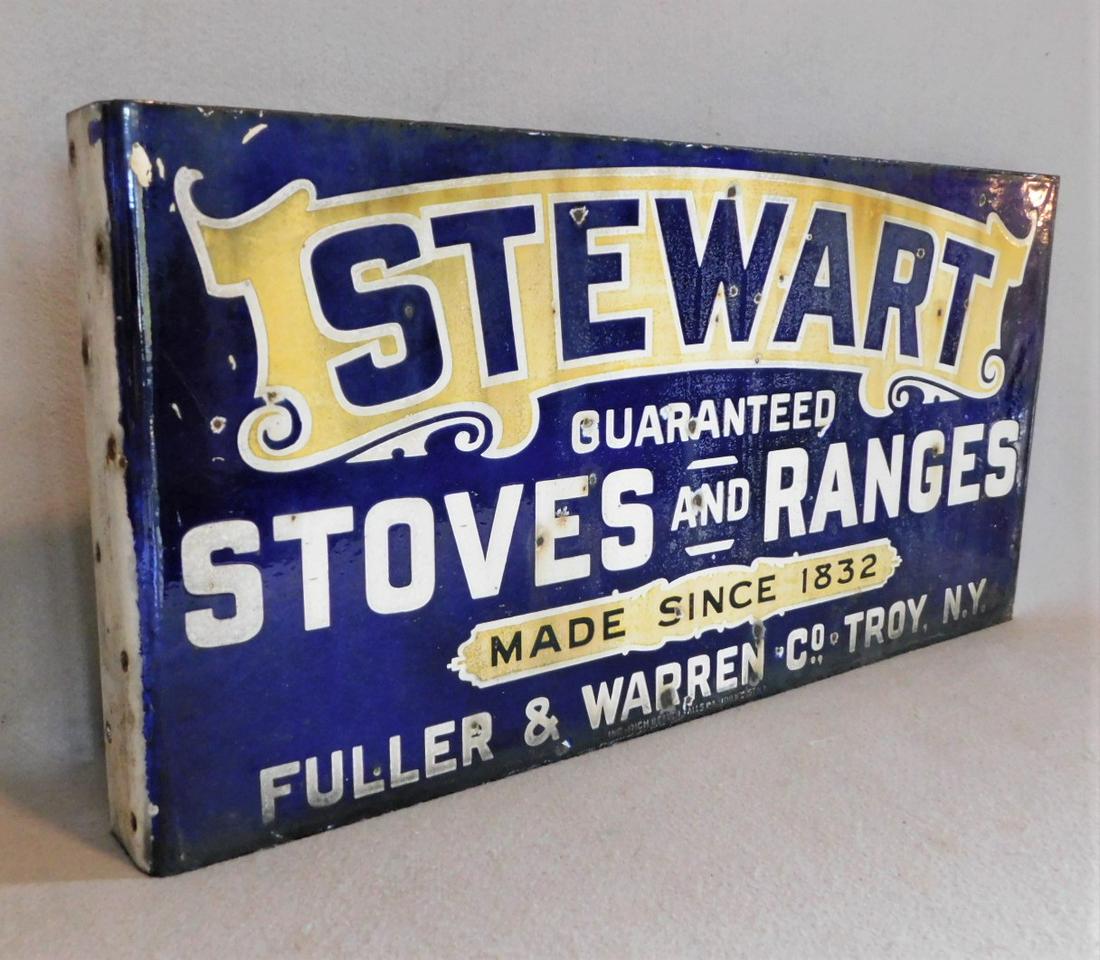 STEWART
GUARANTEED
STOVES AND RANGES
MADE SINCE 1832
FULLER & WARREN Cº, TROY, N.Y.